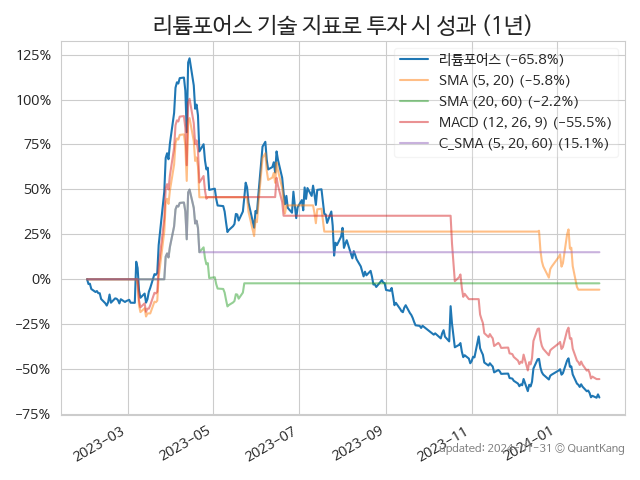 리튬포어스 기술 지표로 투자 시 성과 (1년)
125%
100%
75%
50%
25%
0%
−25%
−50%
−75%
리튬포어스 (−65.8%)
SMA (5, 20) (−5.8%)
SMA (20, 60) (−2.2%)
MACD (12, 26, 9) (−55.5%)
C_SMA (5, 20, 60) (15.1%)
2023-03
2023-05
2023-07
2023-09
2023-11
2024-01
updated: 2024-01-31 © QuantKang